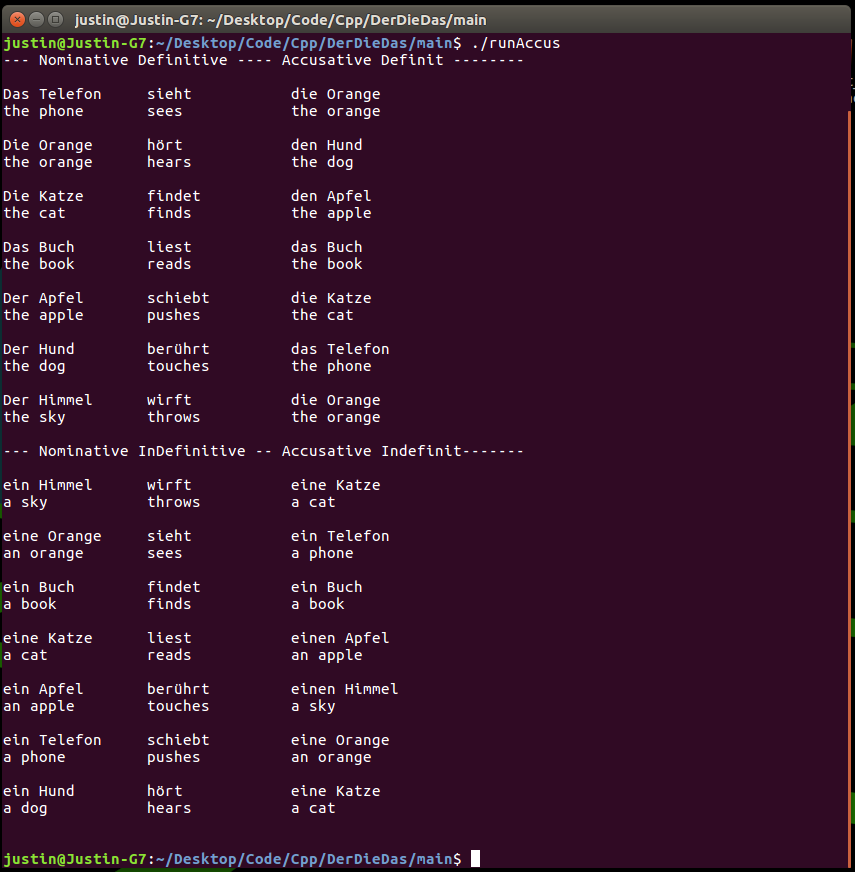 justin@Justin-G7: ~/Desktop/Code/Cpp/DerDieDas/main
justin@Justin-G7:~/Desktop/Code/Cpp/DerDieDas/main$ ./runAccus
--- Nominative Definitive ---- Accusative Definit --------
Das Telefon sieht die Orange
the phone sees the orange
Die Orange hört den Hund
the orange hears the dog
Die Katze findet den Apfel
the cat finds the apple
Das Buch liest das Buch
the book reads the book
Der Apfel schiebt die Katze
the apple pushes the cat
Der Hund berührt das Telefon
the dog touches the phone
Der Himmel wirft die Orange
the sky throws the orange
--- Nominative InDefinitive -- Accusative Indefinit-------
ein Himmel wirft eine Katze
a sky throws a cat
eine Orange sieht ein Telefon
an orange sees a phone
ein Buch findet ein Buch
a book finds a book
eine Katze liest einen Apfel
a cat reads an apple
ein Apfel berührt einen Himmel
an apple touches a sky
ein Telefon schiebt eine Orange
a phone pushes an orange
ein Hund hört eine Katze
a dog hears a cat
justin@Justin-G7:~/Desktop/Code/Cpp/DerDieDas/main$